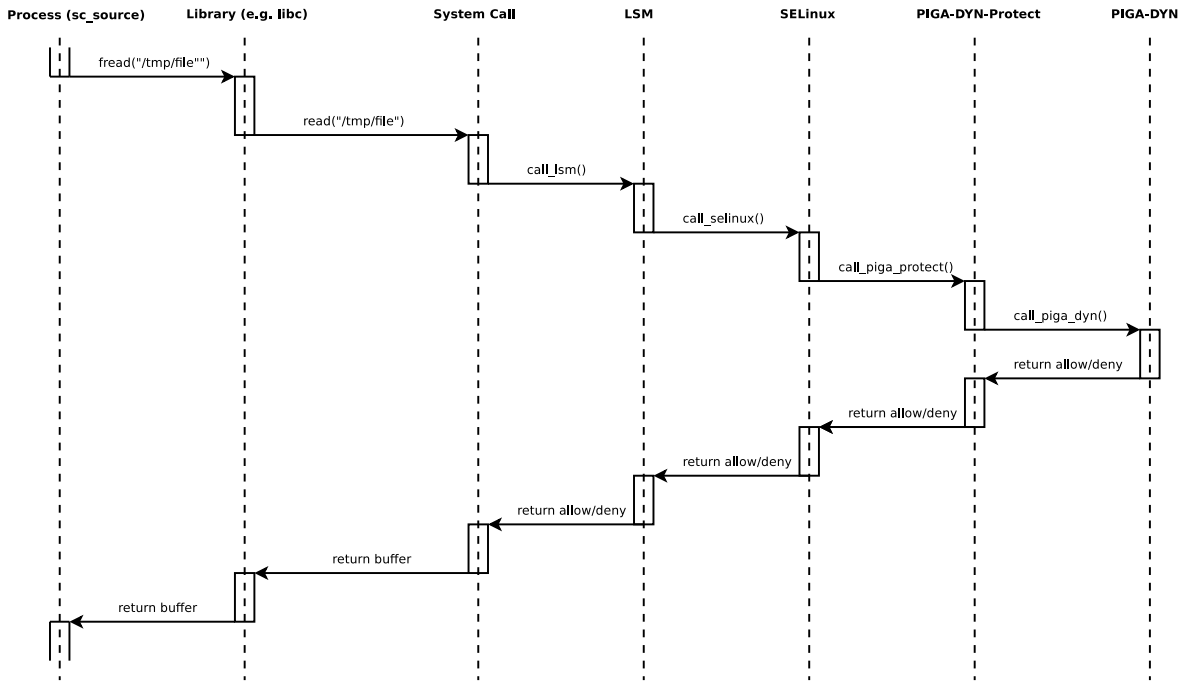 Process (sc_source) Library (e.g. libc) System Call LSM SELinux PIGA-DYN-Protect PIGA-DYN
fread("/tmp/file"")
read("/tmp/file")
call_lsm()
call_selinux()
call_piga_protect()
call_piga_dyn()
return allow/deny
return allow/deny
return allow/deny
return allow/deny
return buffer
return buffer